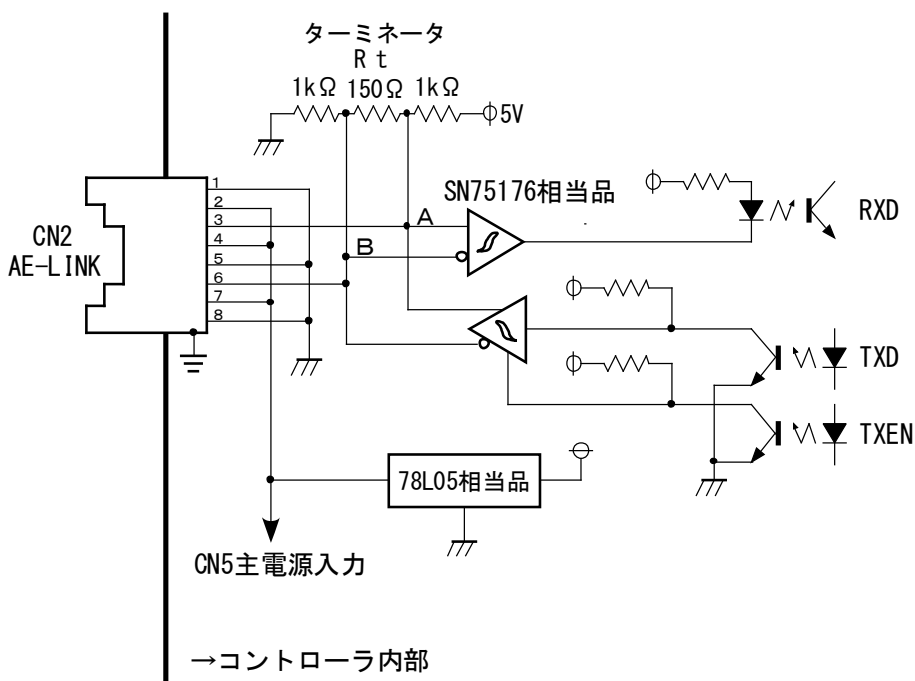 ターミネータ
Rt
1kΩ 150Ω 1kΩ
5V
SN75176相当品
RXD
CN2
AE-LINK
1
2
3
4
5
6
7
8
A
B
TXD
TXEN
78L05相当品
CN5主電源入力
→コントローラ内部